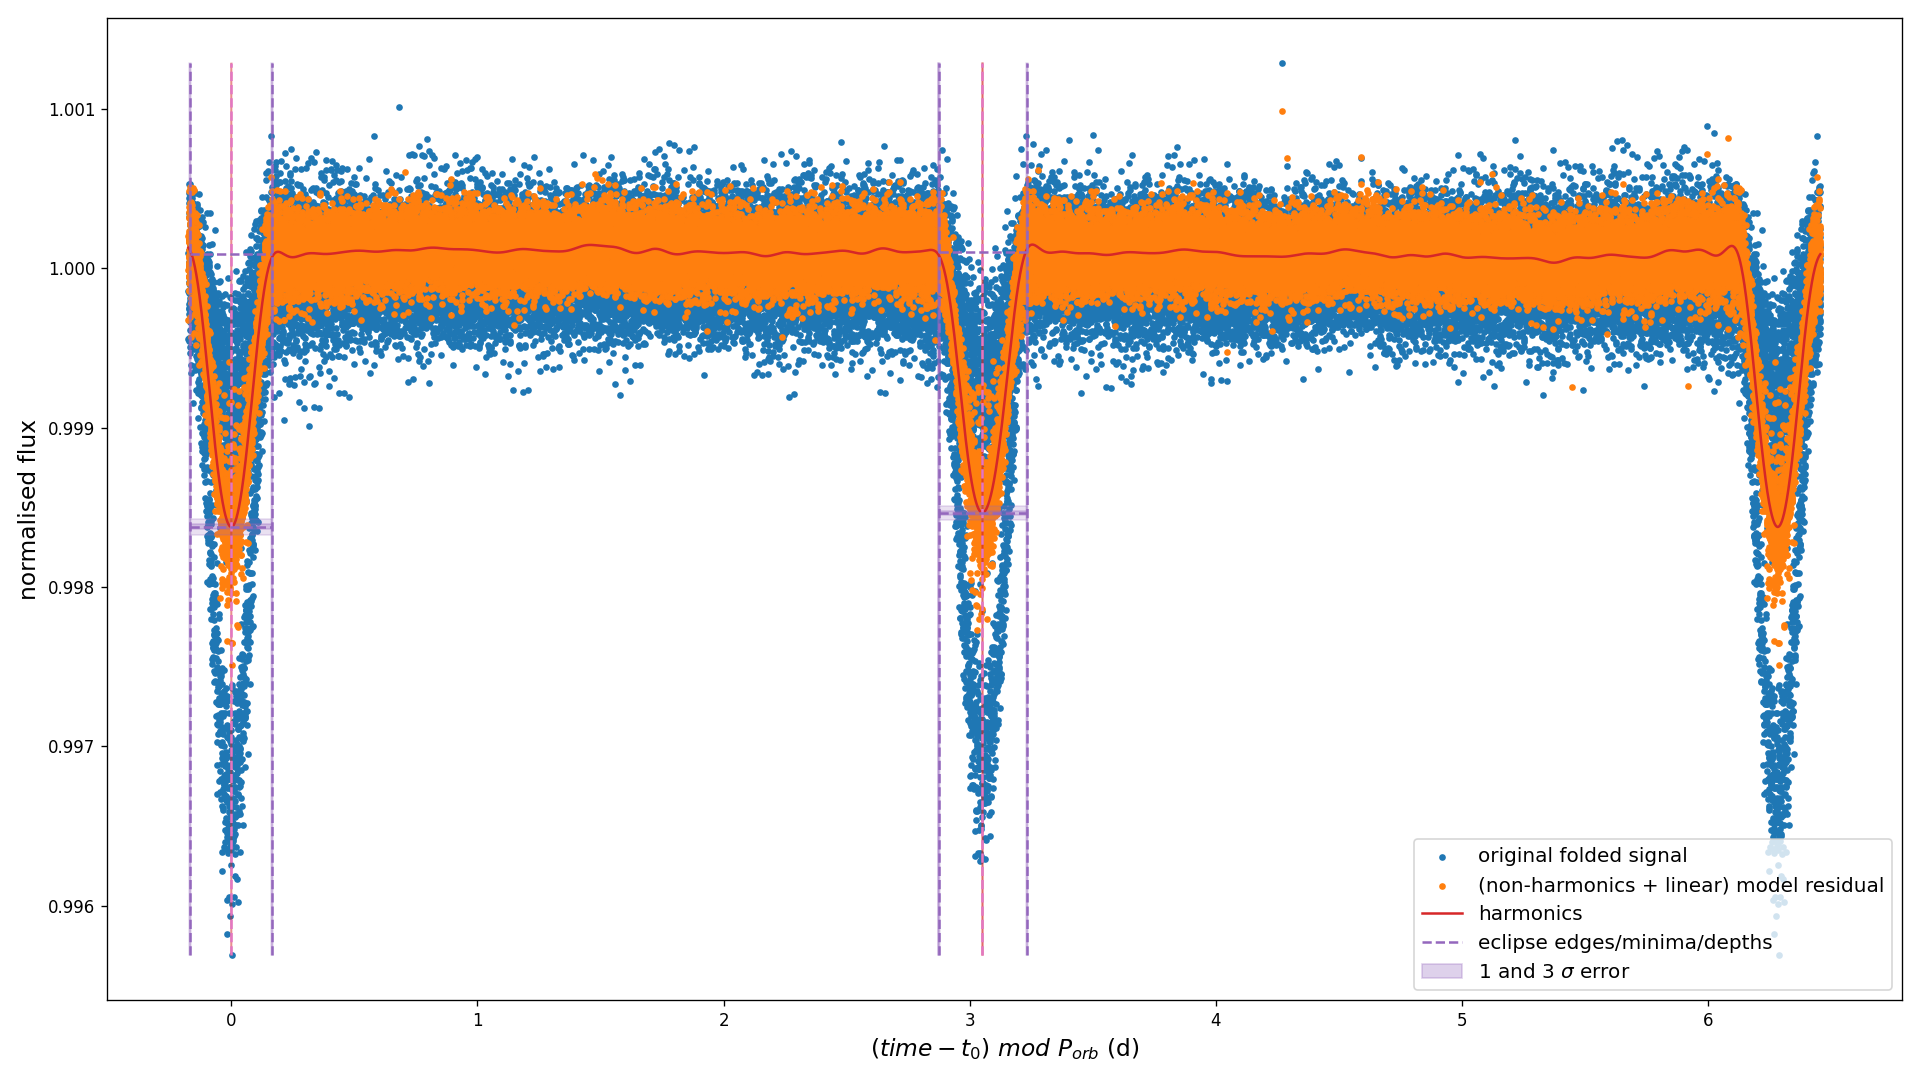 1.001
1.000
0.999
0.998
0.997
0.996
normalised flux
0 1 2 3 4 5 6
(time − t₀) mod Pₒᵣb (d)
original folded signal
(non-harmonics + linear) model residual
harmonics
eclipse edges/minima/depths
1 and 3 σ error